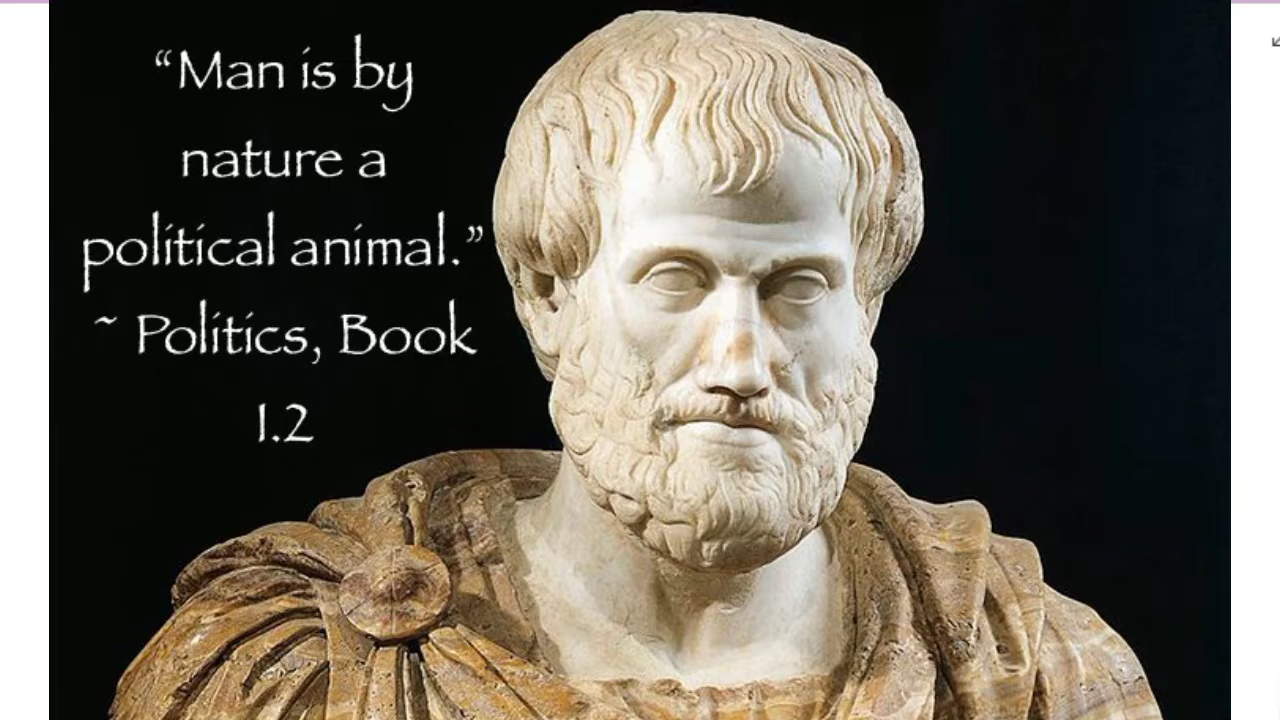 “Man is by
nature a
political animal.”
~ Politics, Book
1.2